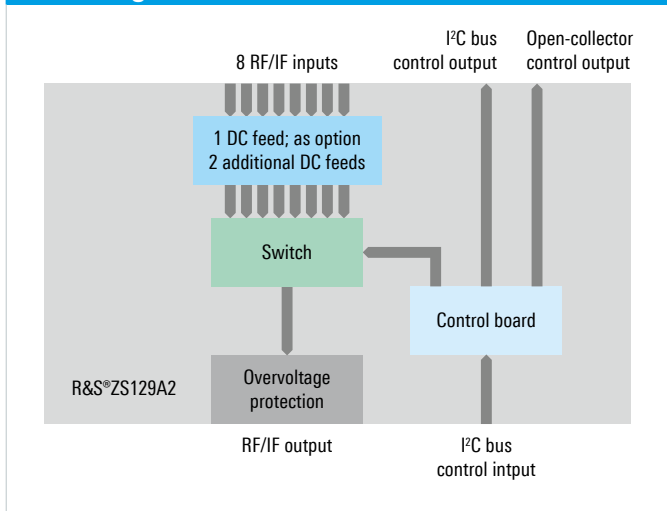 8 RF/IF inputs
I²C bus
control output
Open-collector
control output
1 DC feed; as option
2 additional DC feeds
Switch
Control board
R&S®ZS129A2
Overvoltage
protection
RF/IF output
I²C bus
control intput